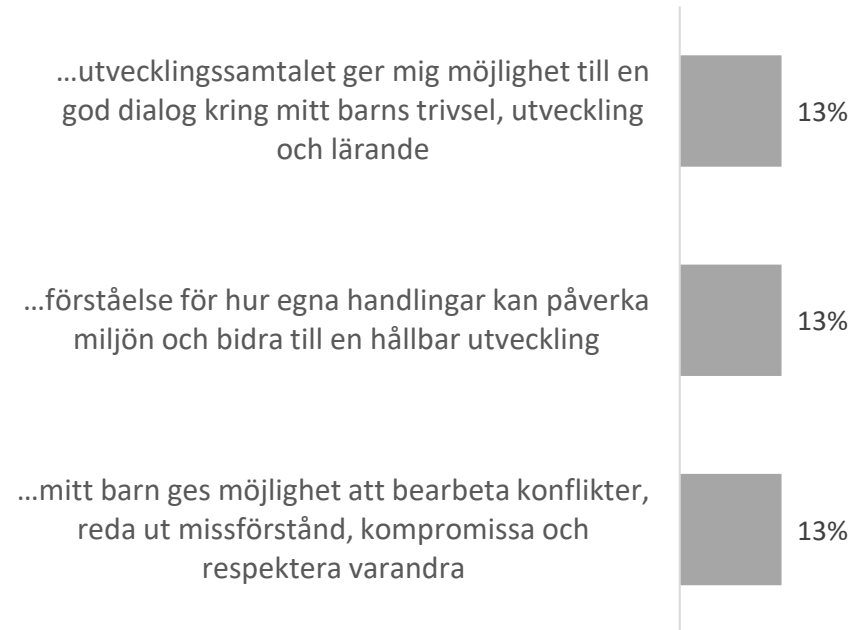 …utvecklingssamtalet ger mig möjlighet till en
god dialog kring mitt barns trivsel, utveckling
och lärande
13%
…förståelse för hur egna handlingar kan påverka
miljön och bidra till en hållbar utveckling
13%
…mitt barn ges möjlighet att bearbeta konflikter,
reda ut missförstånd, kompromissa och
respektera varandra
13%